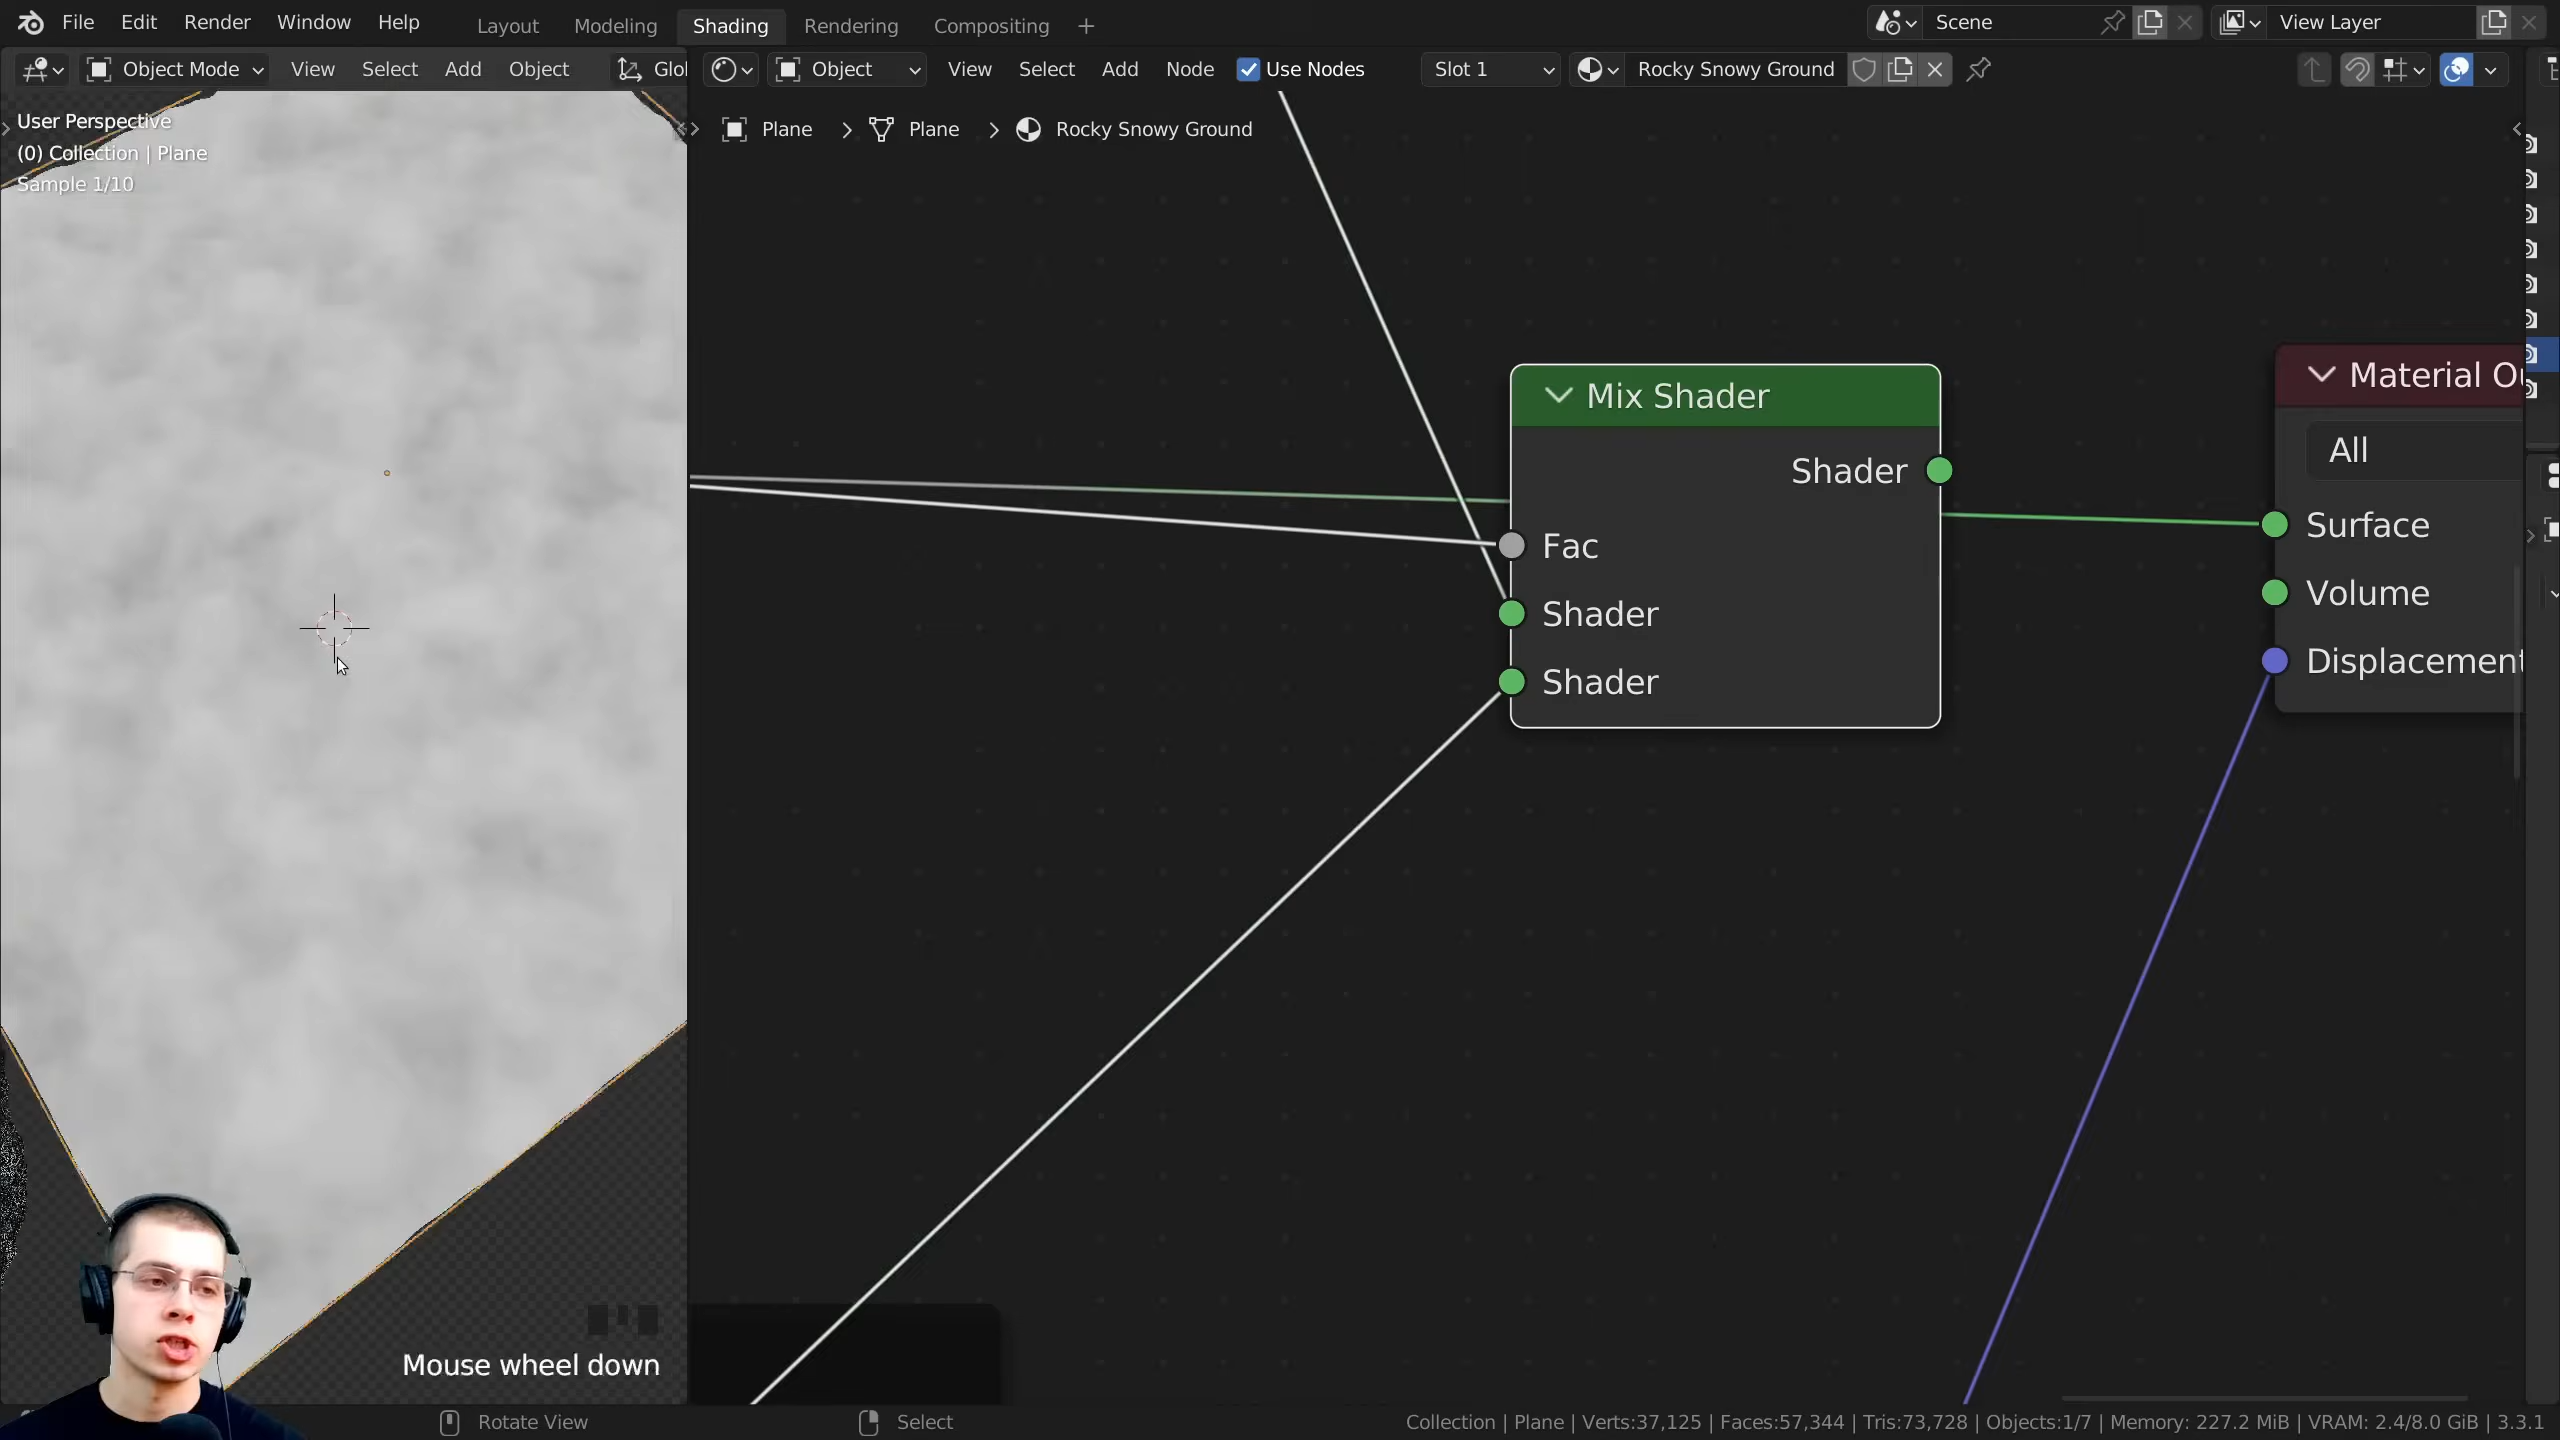 File Edit Render Window Help Layout Modeling Shading Rendering Compositing + Scene View Layer
Object Mode View Select Add Object Object View Select Add Node Use Nodes Slot 1 Rocky Snowy Ground
User Perspective
(0) Collection | Plane
Sample 1/10
Plane > Plane > Rocky Snowy Ground
Mix Shader
Shader
Fac
Shader
Shader
Material
All
Surface
Volume
Displacement
Mouse wheel down
Rotate View Select
Collection | Plane | Verts:37,125 | Faces:57,344 | Tris:73,728 | Objects:1/7 | Memory: 227.2 MiB | VRAM: 2.4/8.0 GiB | 3.3.1